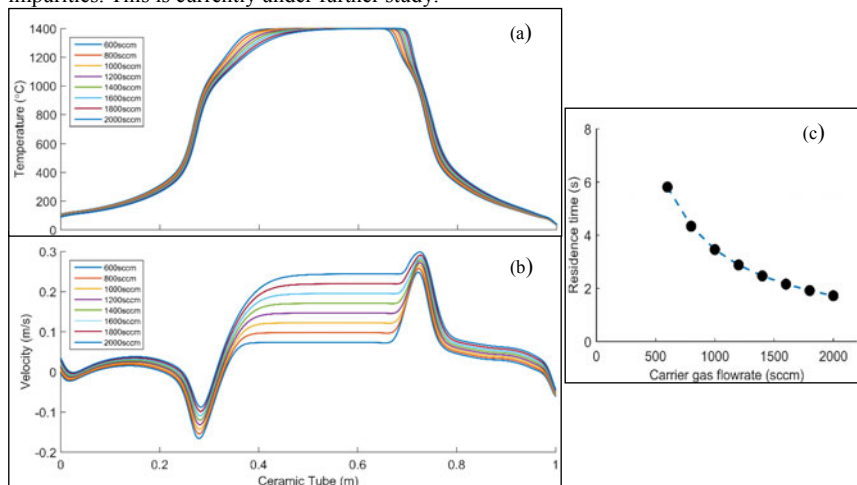 impurities. This is currently under further study.
(a)
1400
1200
1000
800
600
400
200
0
Temperature (°C)
600sccm
800sccm
1000sccm
1200sccm
1400sccm
1600sccm
1800sccm
2000sccm
(b)
0.3
0.2
0.1
0
-0.1
-0.2
Velocity (m/s)
600sccm
800sccm
1000sccm
1200sccm
1400sccm
1600sccm
1800sccm
2000sccm
0
0.2
0.4
0.6
0.8
1
Ceramic Tube (m)
(c)
8
6
4
2
0
Residence time (s)
0
500
1000
1500
2000
Carrier gas flowrate (sccm)